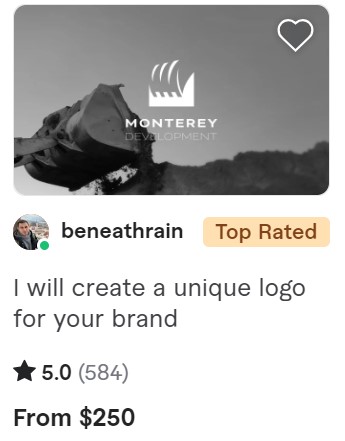 MONTEREY
DEVELOPMENT
beneathrain
Top Rated
I will create a unique logo
for your brand
5.0 (584)
From $250